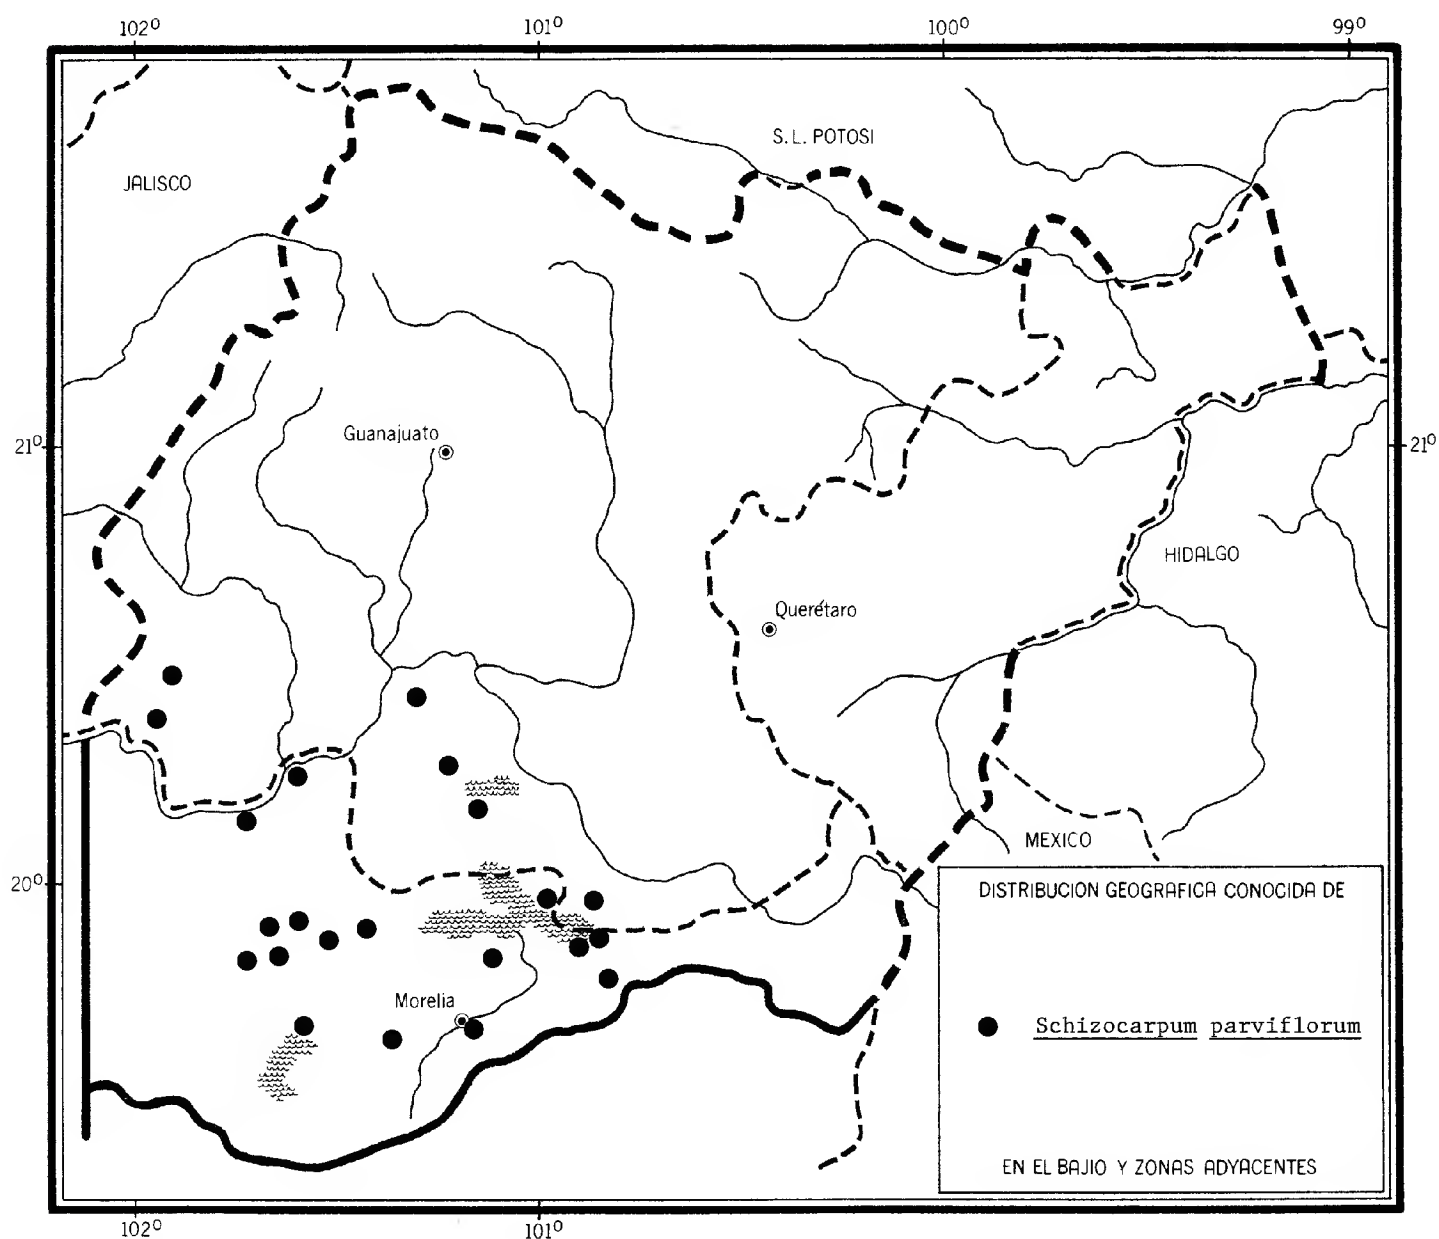 102º 101º 100º 99º
S.L. POTOSI
JALISCO
Guanajuato
21º 21º
HIDALGO
Querétaro
MEXICO
20º
DISTRIBUCION GEOGRAFICA CONOCIDA DE
Morelia
Schizocarpum parviflorum
EN EL BAJIO Y ZONAS ADYACENTES
102º 101º